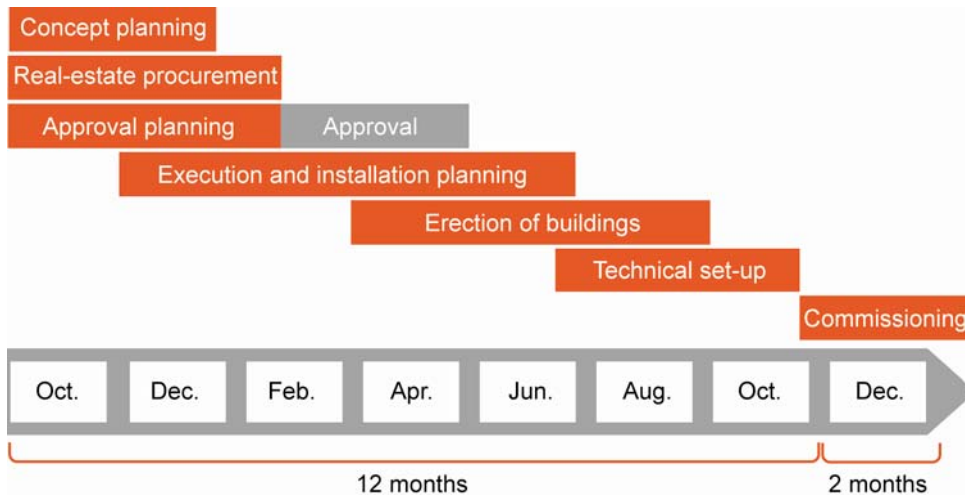 Concept planning
Real-estate procurement
Approval planning
Approval
Execution and installation planning
Erection of buildings
Technical set-up
Commissioning
Oct.
Dec.
Feb.
Apr.
Jun.
Aug.
Oct.
Dec.
12 months
2 months